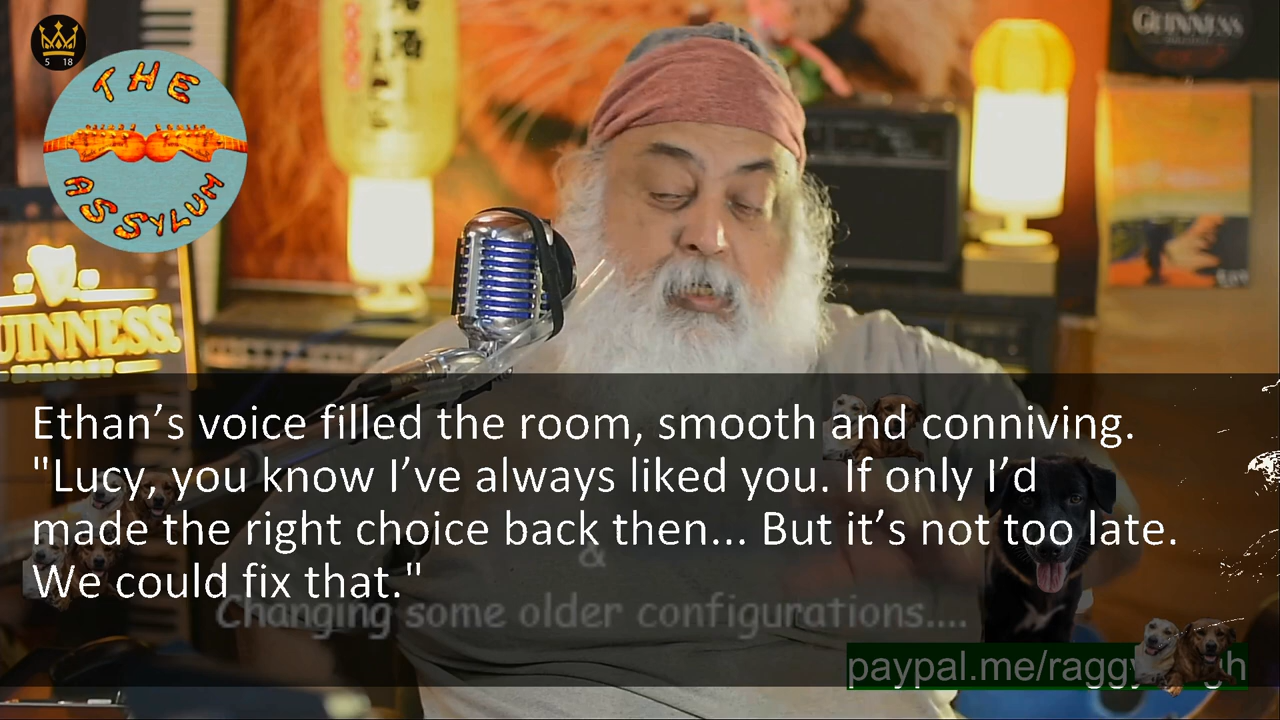 5 18
THE
ASSYLUM
GUINNESS
UINNESS.
DRAUGHT
Ethan’s voice filled the room, smooth and conniving.
"Lucy, you know I’ve always liked you. If only I’d
made the right choice back then... But it’s not too late.
We could fix that."
&
Changing some older configurations....